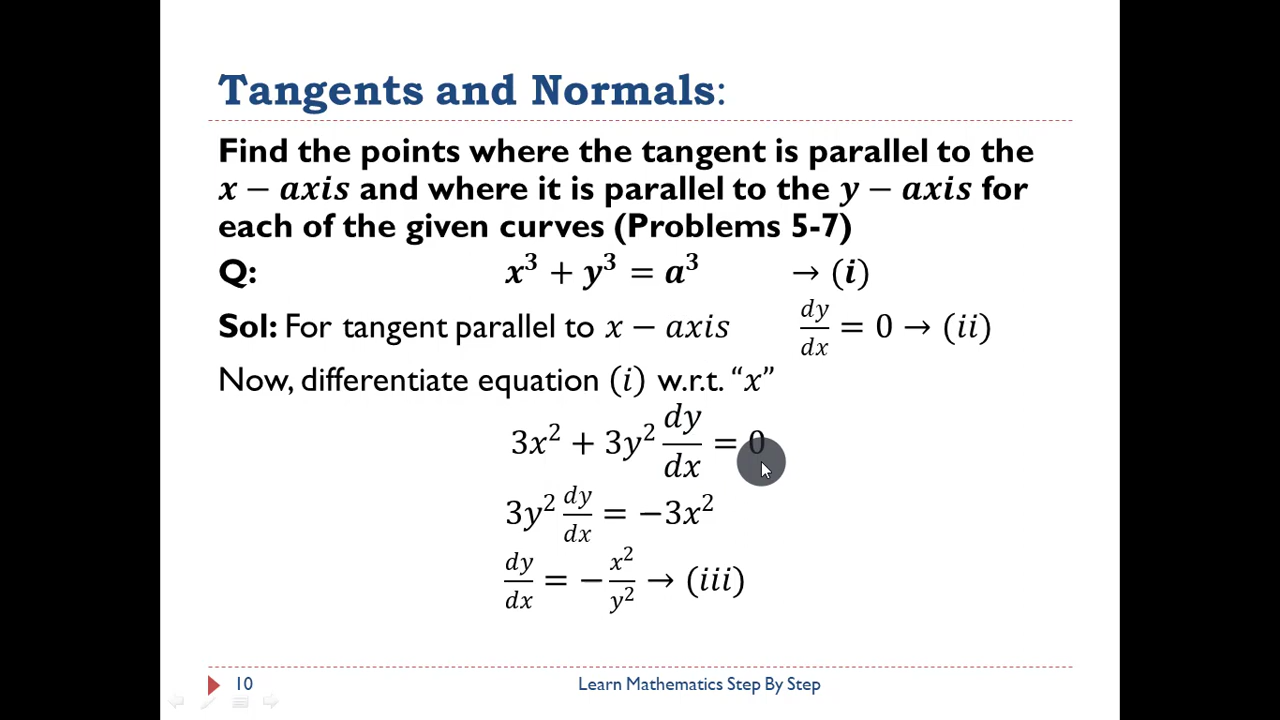 Tangents and Normals:
Find the points where the tangent is parallel to the
x − axis and where it is parallel to the y − axis for
each of the given curves (Problems 5-7)
Q: x³ + y³ = a³ → (i)
Sol: For tangent parallel to x − axis dy/dx = 0 → (ii)
Now, differentiate equation (i) w.r.t. “x”
3x² + 3y² dy/dx = 0
3y² dy/dx = −3x²
dy/dx = − x²/y² → (iii)
10 Learn Mathematics Step By Step